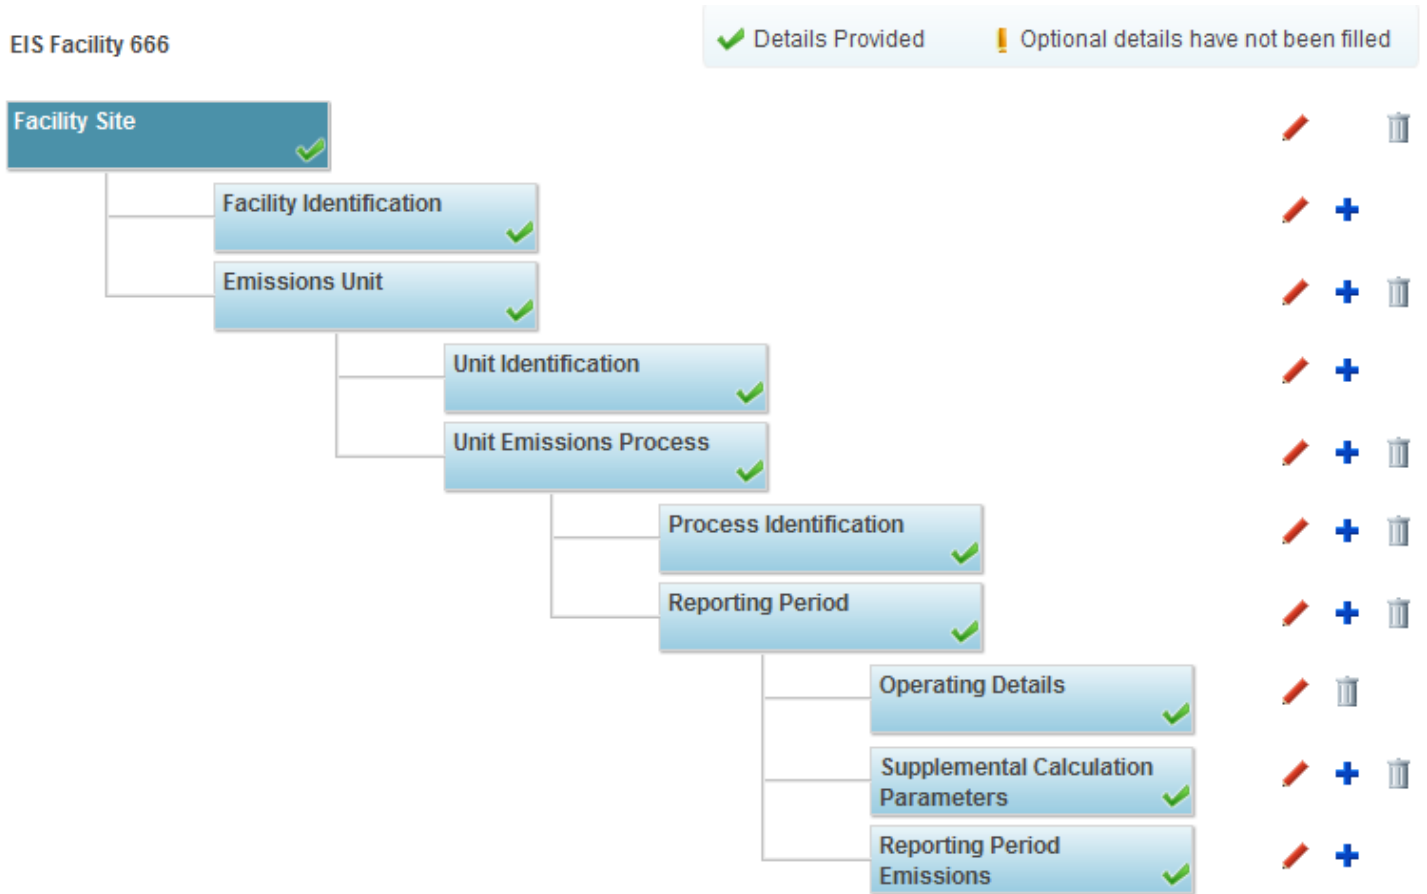 EIS Facility 666
Details Provided
Optional details have not been filled
Facility Site
Facility Identification
Emissions Unit
Unit Identification
Unit Emissions Process
Process Identification
Reporting Period
Operating Details
Supplemental Calculation
Parameters
Reporting Period
Emissions